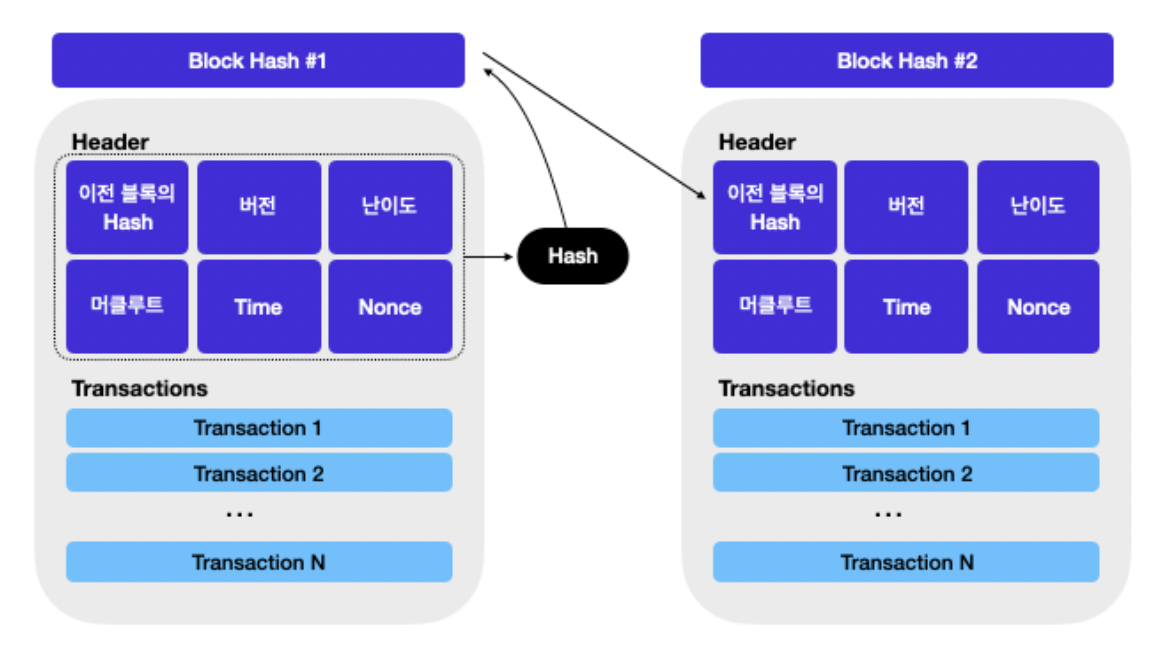 Block Hash #1
Header
이전 블록의
Hash
버전
난이도
머클루트
Time
Nonce
Transactions
Transaction 1
Transaction 2
...
Transaction N
Hash
Block Hash #2
Header
이전 블록의
Hash
버전
난이도
머클루트
Time
Nonce
Transactions
Transaction 1
Transaction 2
...
Transaction N